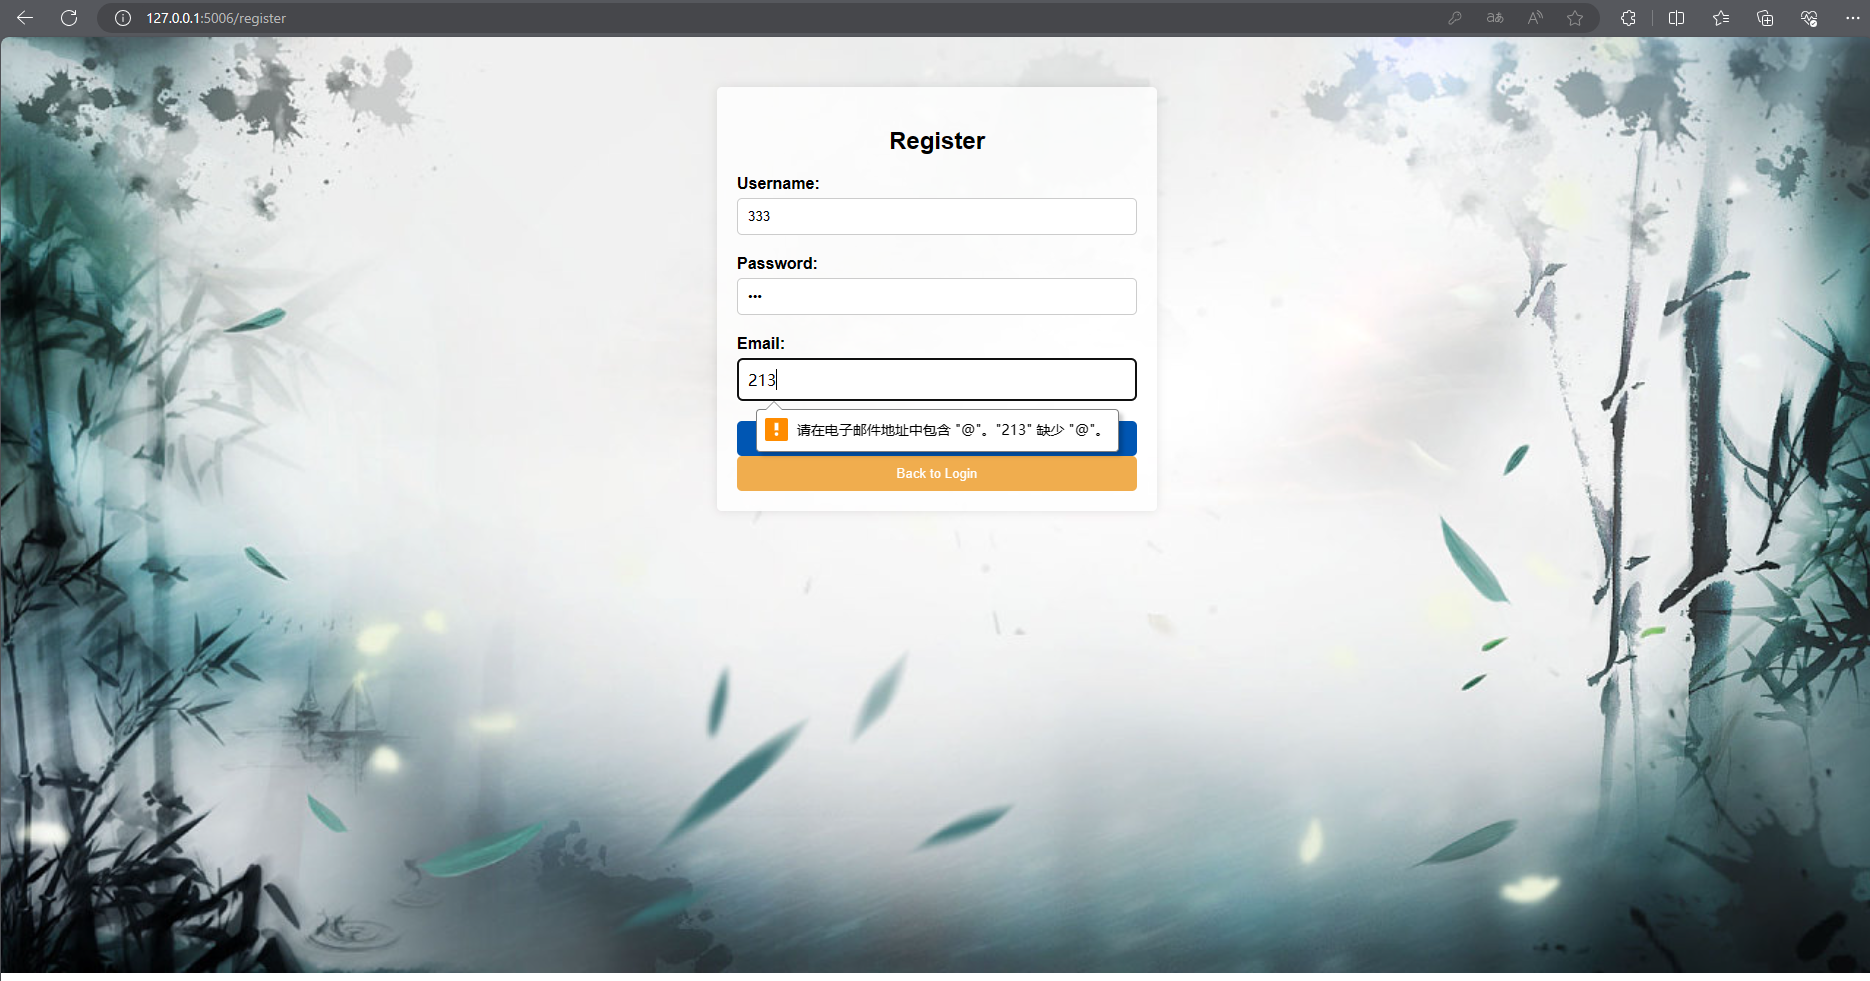 127.0.0.1:5006/register
Register
Username:
333
Password:
•••
Email:
213
请在电子邮件地址中包含 "@"。"213" 缺少 "@"。
Back to Login